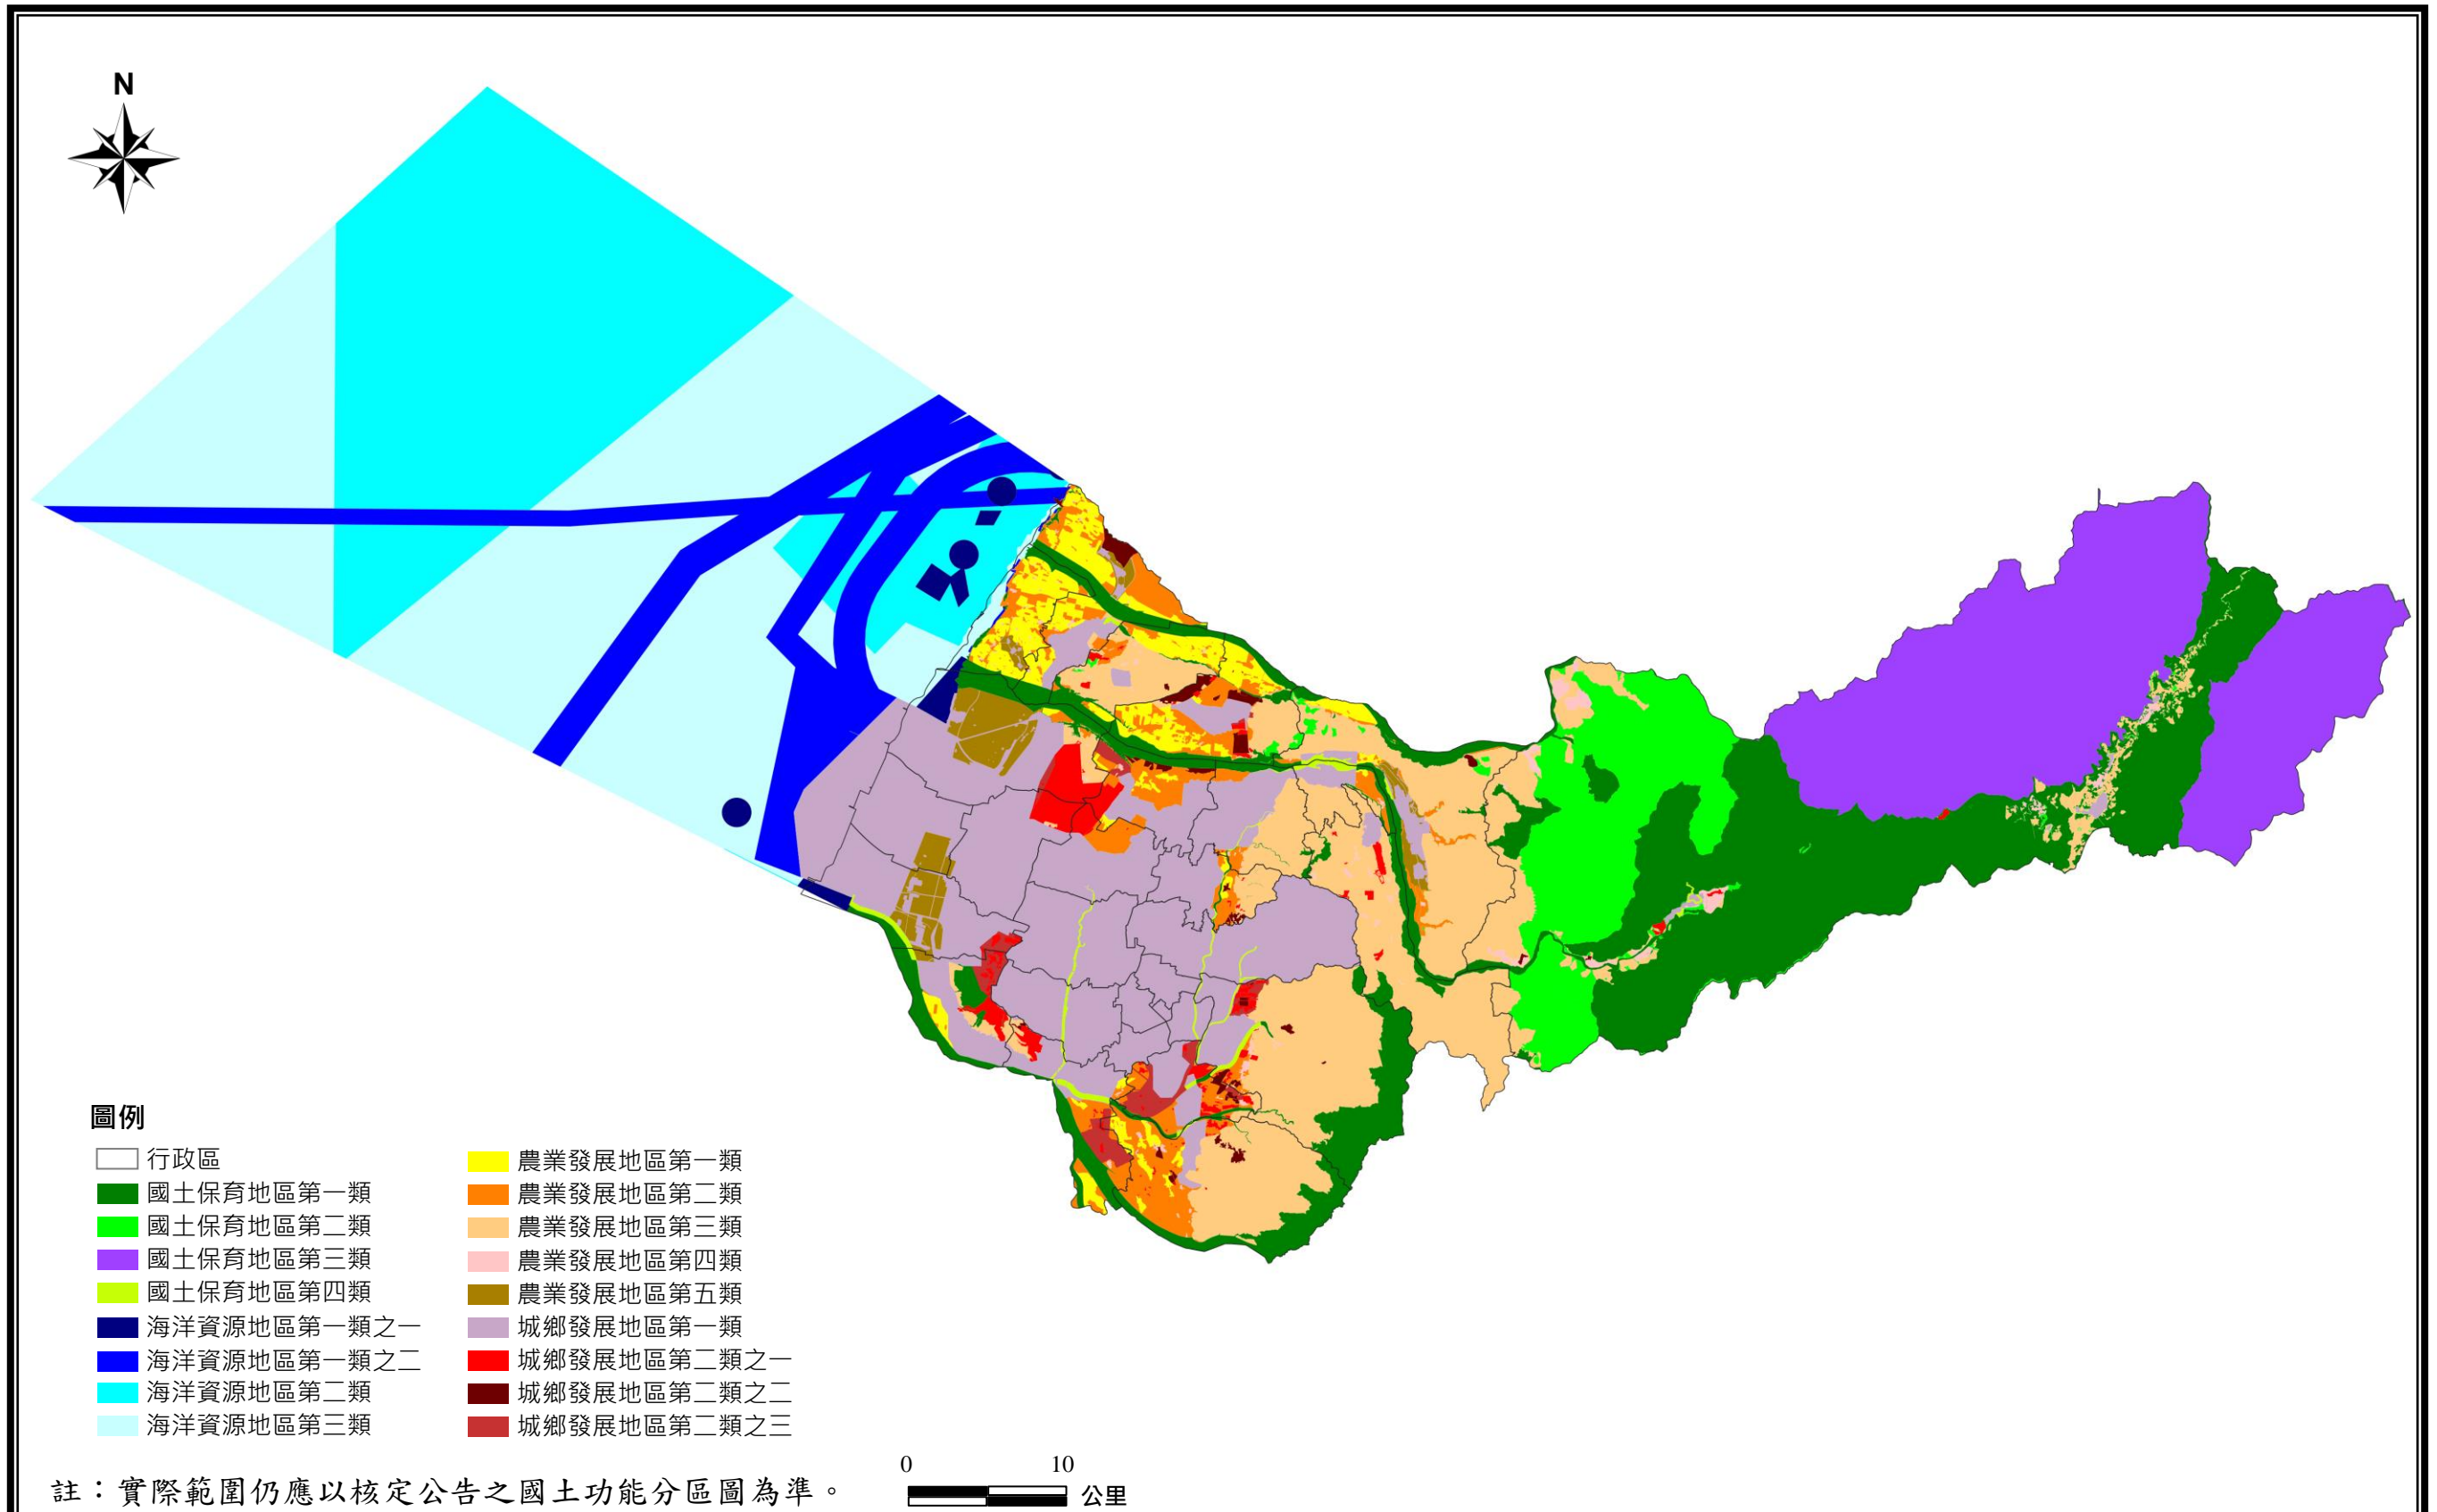 N
圖例
行政區
國土保育地區第一類
國土保育地區第二類
國土保育地區第三類
國土保育地區第四類
海洋資源地區第一類之一
海洋資源地區第一類之二
海洋資源地區第二類
海洋資源地區第三類
農業發展地區第一類
農業發展地區第二類
農業發展地區第三類
農業發展地區第四類
農業發展地區第五類
城鄉發展地區第一類
城鄉發展地區第二類之一
城鄉發展地區第二類之二
城鄉發展地區第二類之三
註：實際範圍仍應以核定公告之國土功能分區圖為準。
0 10
公里